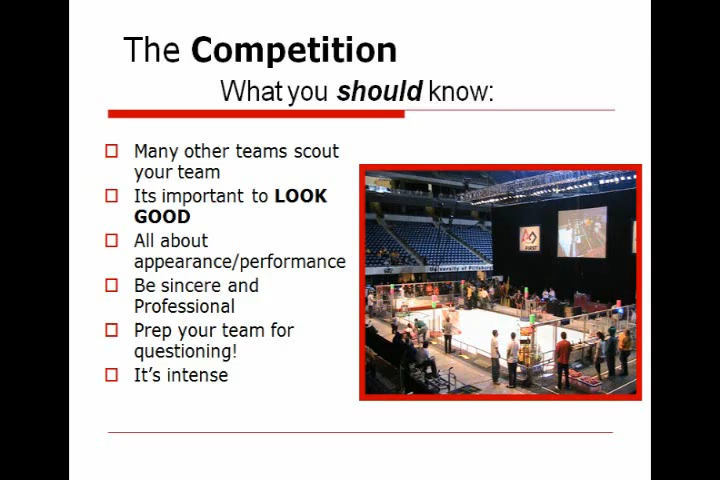 The Competition
What you should know:
Many other teams scout
your team
Its important to LOOK
GOOD
All about
appearance/performance
Be sincere and
Professional
Prep your team for
questioning!
It's intense
FIRST
University of Pittsburgh